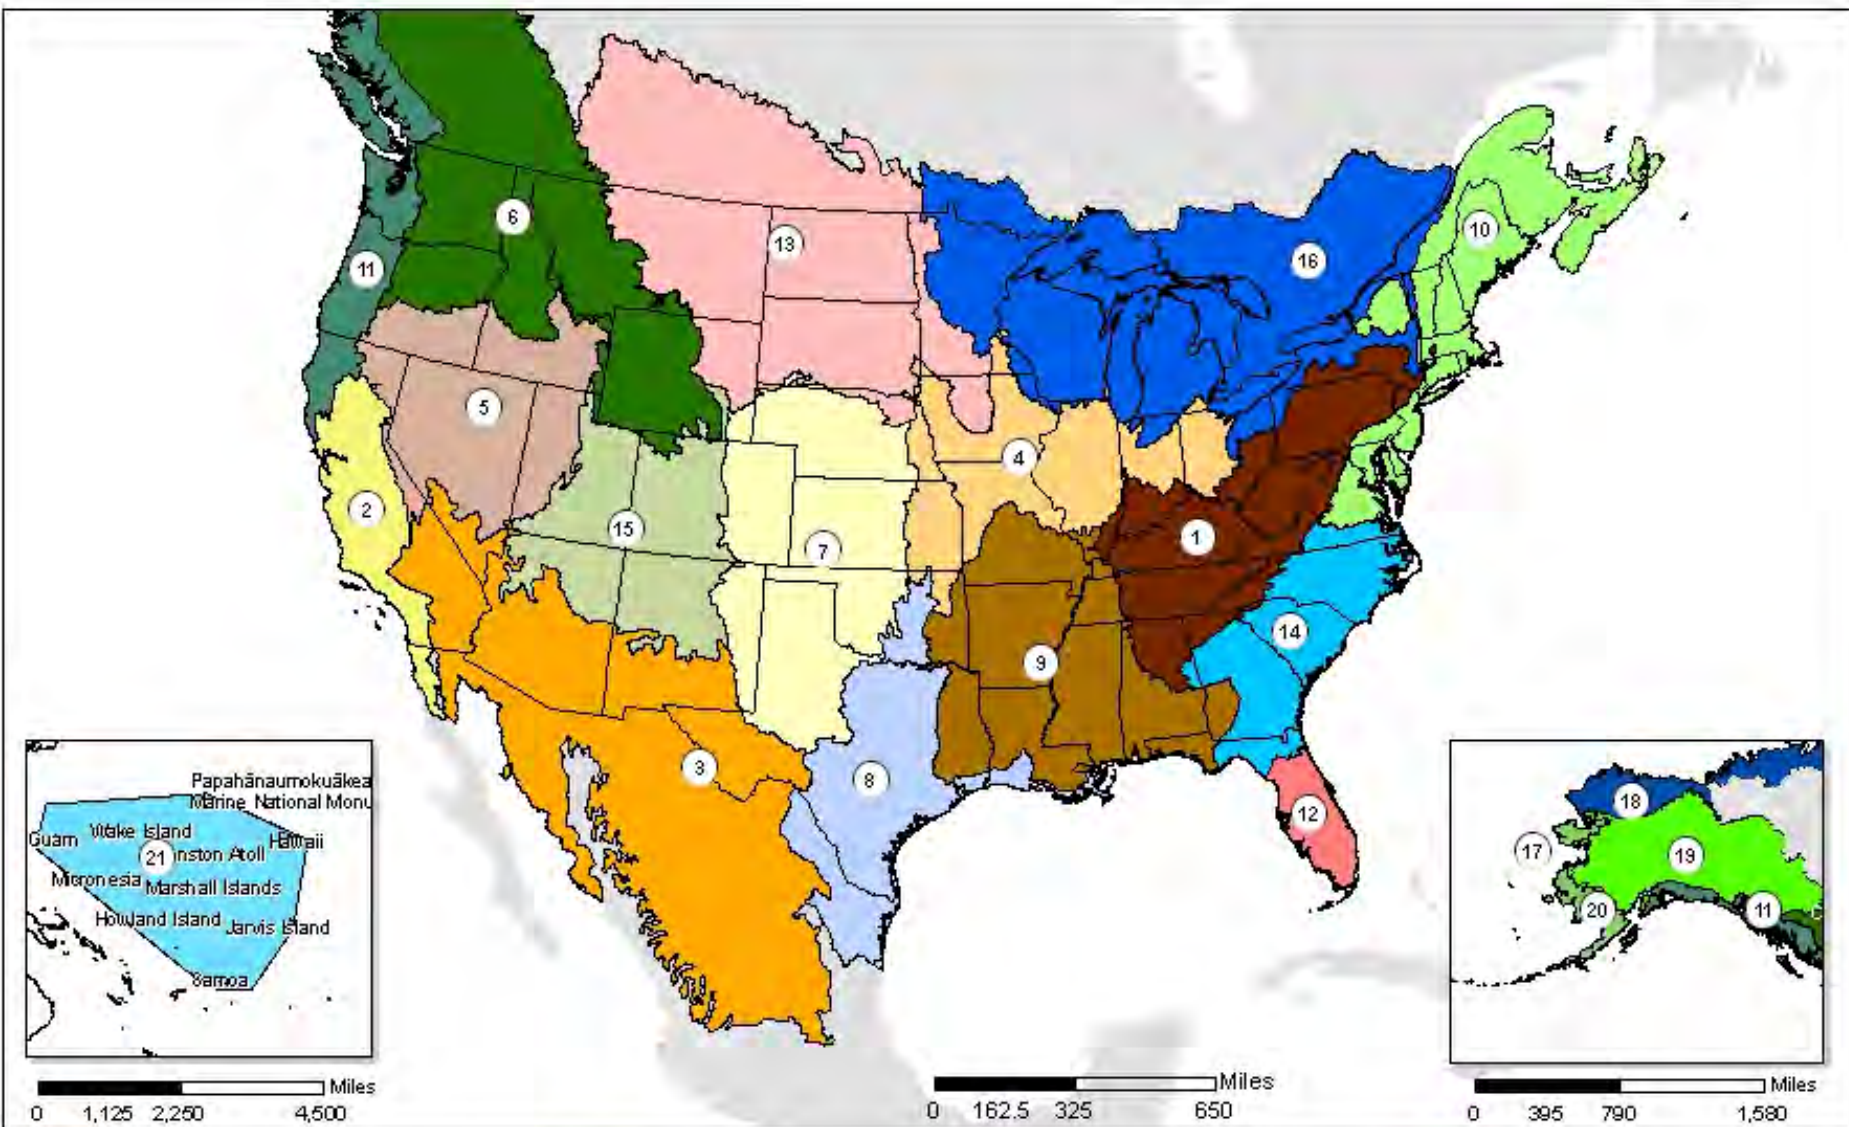 6
13
10
16
11
5
4
2
15
7
1
14
9
3
8
12
Papahānaumokuākea
Marine National Monu
Guam
Wake Island
Hawaii
21
nston Atoll
Micronesia
Marshall Islands
Howland Island
Jarvis Island
Samoa
18
17
19
20
11
C
Miles
0 1,125 2,250 4,500
Miles
0 162.5 325 650
Miles
0 395 790 1,580